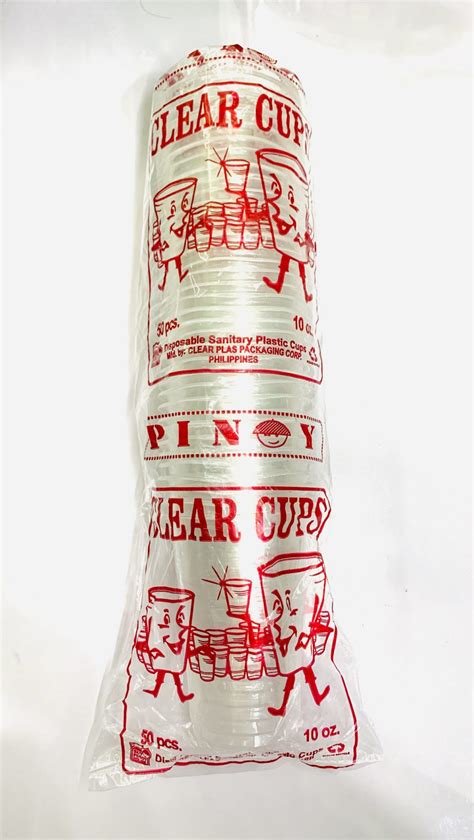 CLEAR CUPS
50 pcs. 10 oz.
Disposable Sanitary Plastic Cups
Mfd. by: CLEAR PLAS PACKAGING CORP.
PHILIPPINES
PINOY
CLEAR CUPS
50 pcs. 10 oz.
Cups